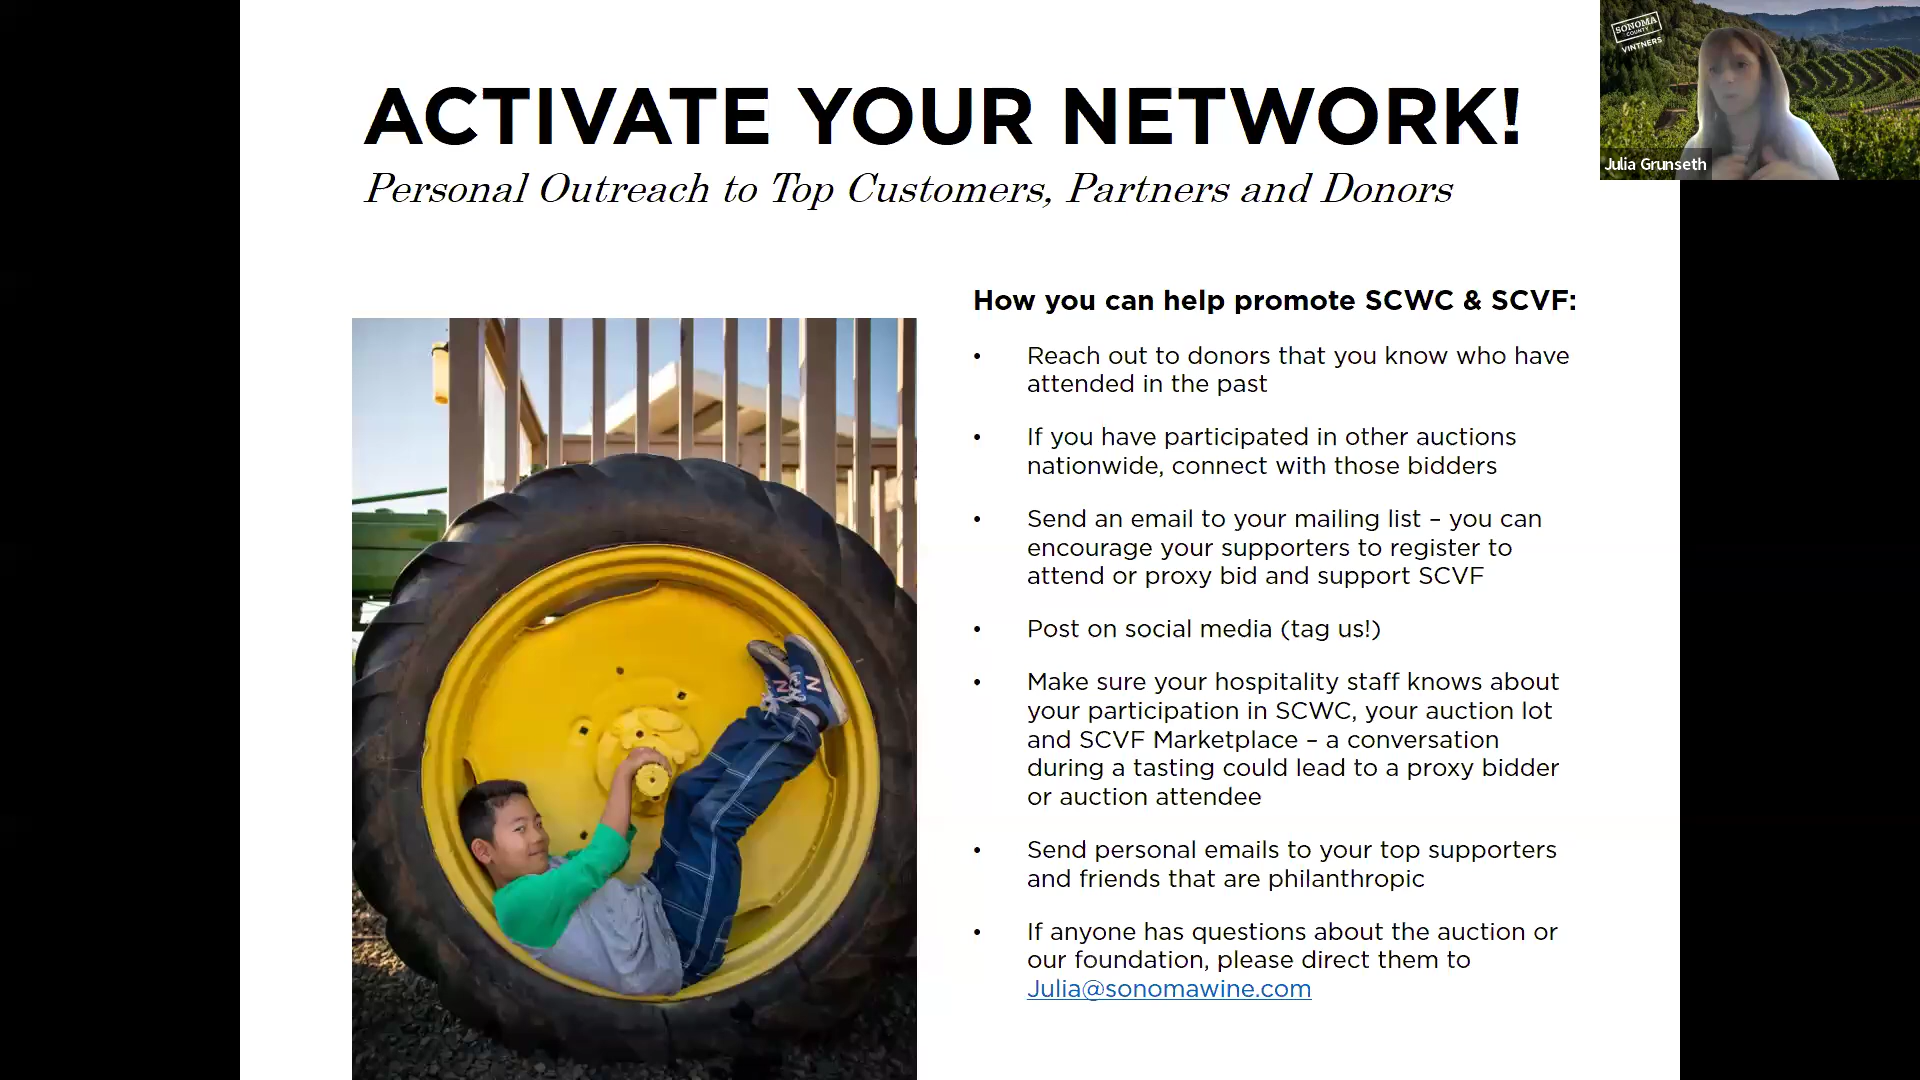 ACTIVATE YOUR NETWORK!
Personal Outreach to Top Customers, Partners and Donors
SONOMA
COUNTY
VINTNERS
Julia Grunseth
How you can help promote SCWC & SCVF:
• Reach out to donors that you know who have
attended in the past
• If you have participated in other auctions
nationwide, connect with those bidders
• Send an email to your mailing list – you can
encourage your supporters to register to
attend or proxy bid and support SCVF
• Post on social media (tag us!)
• Make sure your hospitality staff knows about
your participation in SCWC, your auction lot
and SCVF Marketplace – a conversation
during a tasting could lead to a proxy bidder
or auction attendee
• Send personal emails to your top supporters
and friends that are philanthropic
• If anyone has questions about the auction or
our foundation, please direct them to
Julia@sonomawine.com
N
N